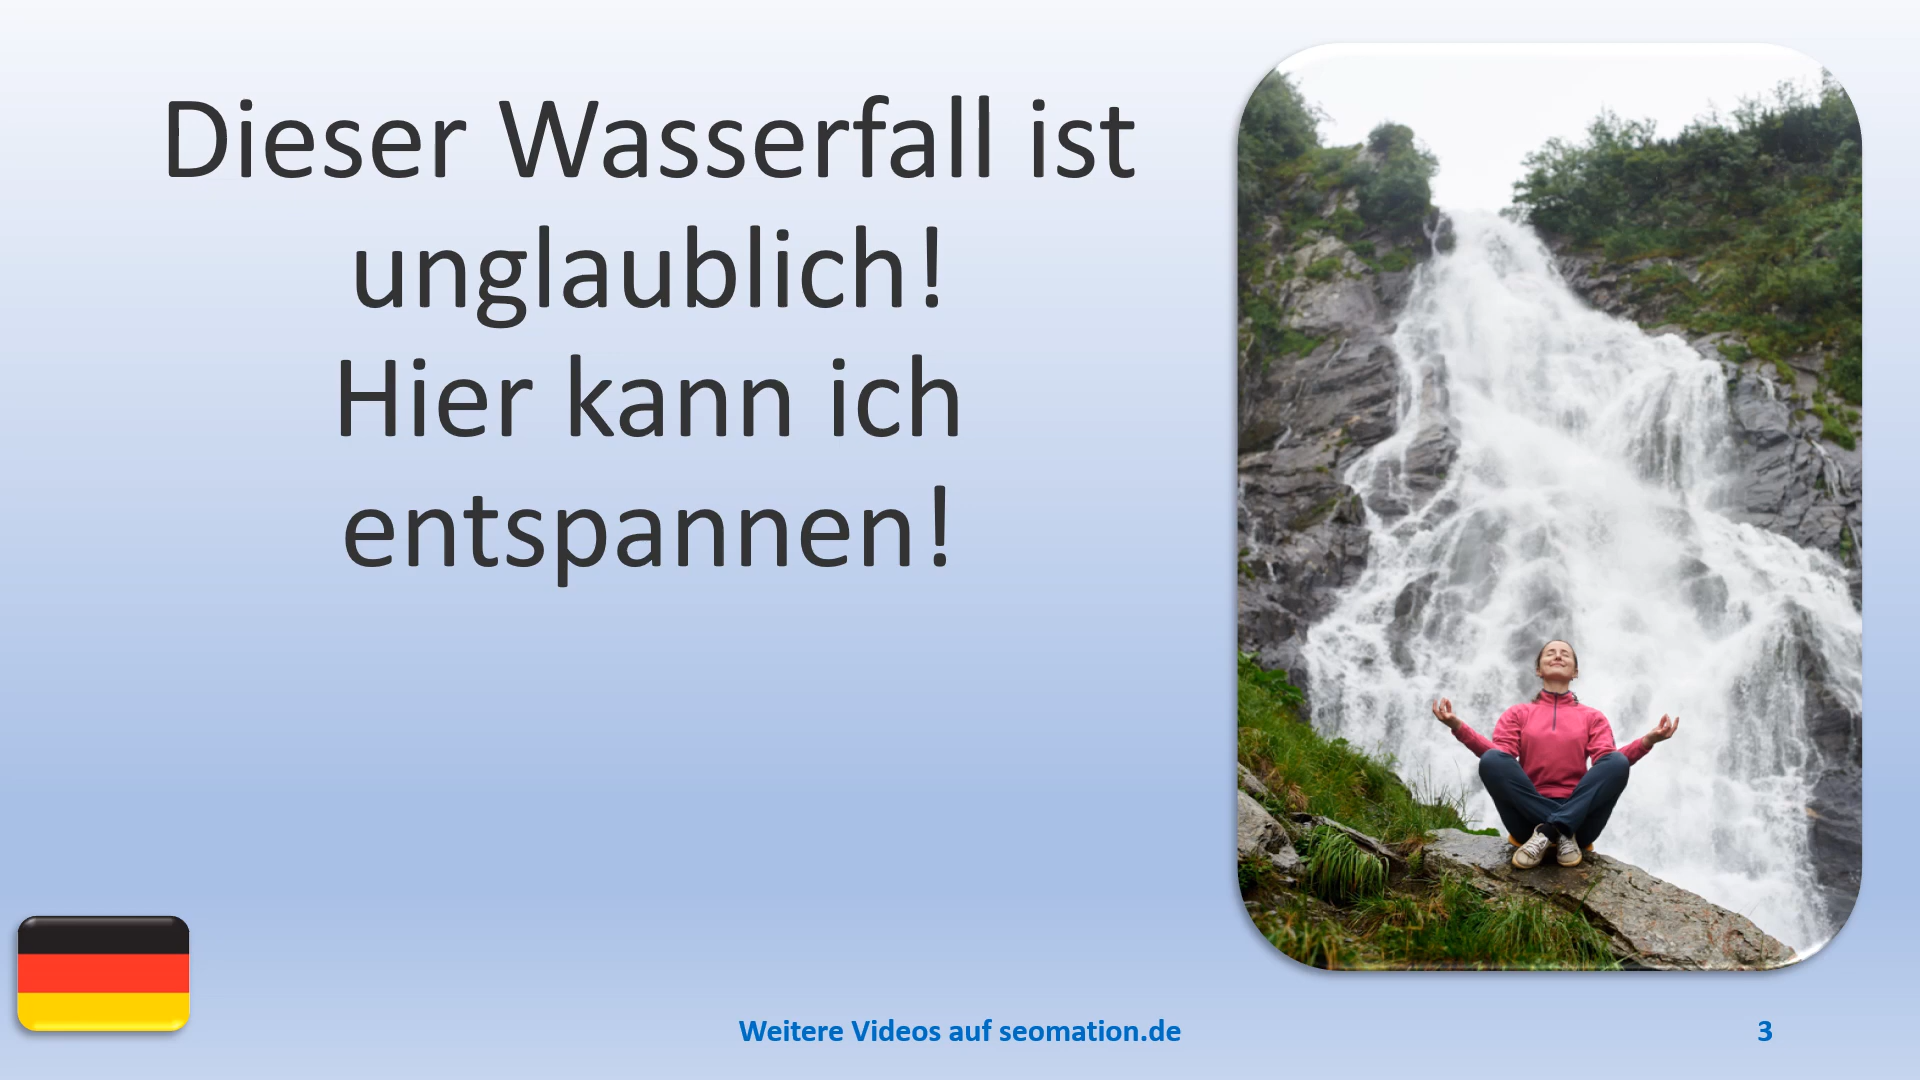 Dieser Wasserfall ist
unglaublich!
Hier kann ich
entspannen!
Weitere Videos auf seomation.de
3